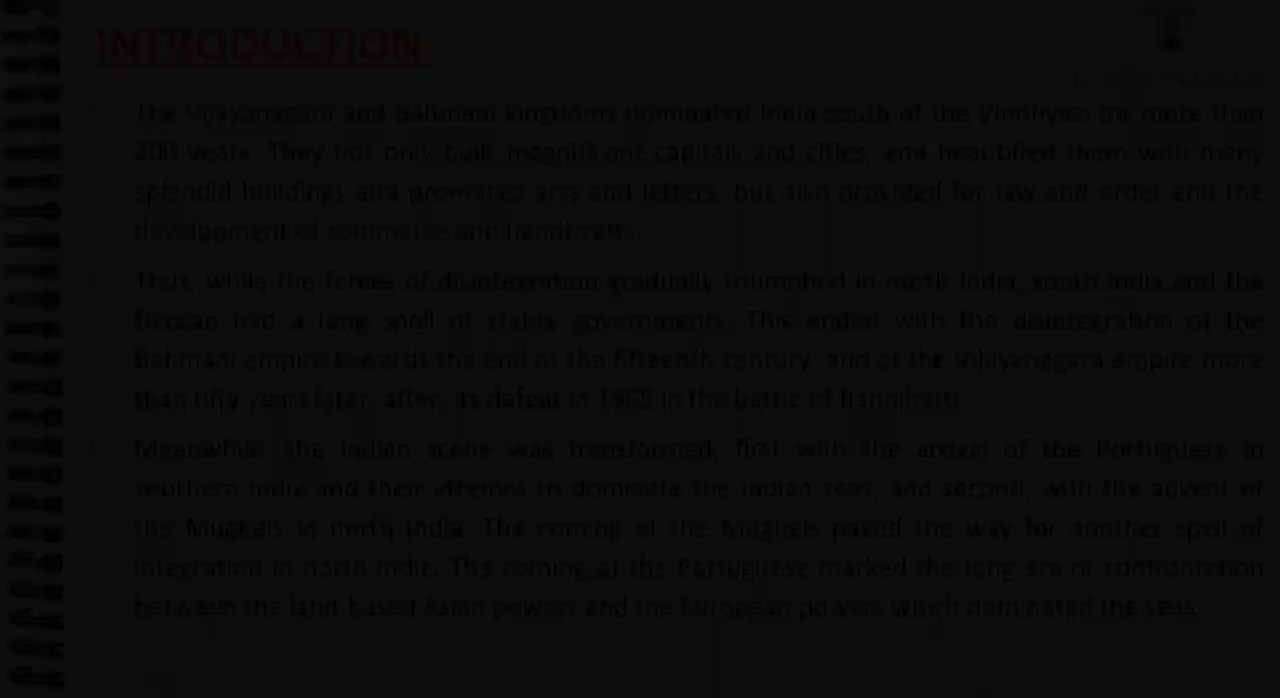 INTRODUCTION
The Vijayanagara and Bahmani kingdoms dominated India south of the Vindhyas for more than
200 years. They not only built magnificent capitals and cities, and beautified them with many
splendid buildings and promoted arts and letters, but also provided for law and order and the
development of commerce and handicrafts.
Thus, while the forces of disintegration gradually triumphed in north India, south India and the
Deccan had a long spell of stable governments. This ended with the disintegration of the
Bahmani empire towards the end of the fifteenth century, and of the Vijayanagara empire more
than fifty years later, after its defeat in 1565 in the battle of Bannihatti.
Meanwhile, the Indian scene was transformed, first with the arrival of the Portuguese in
southern India and their attempt to dominate the Indian seas, and second, with the advent of
the Mughals in north India. The coming of the Mughals paved the way for another spell of
integration in north India. The coming of the Portuguese marked the long era of confrontation
between the land-based Asian powers and the European powers which dominated the seas.